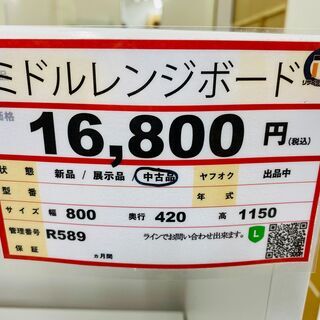 ミドルレンジボード
価格
16,800円(税込)
状態 新品 / 展示品 / 中古品 ヤフオク 出品中
型番 年式
サイズ 幅 800 奥行 420 高 1150
管理番号 R589 ラインでお問い合わせ出来ます。
保証 ヵ月間
L